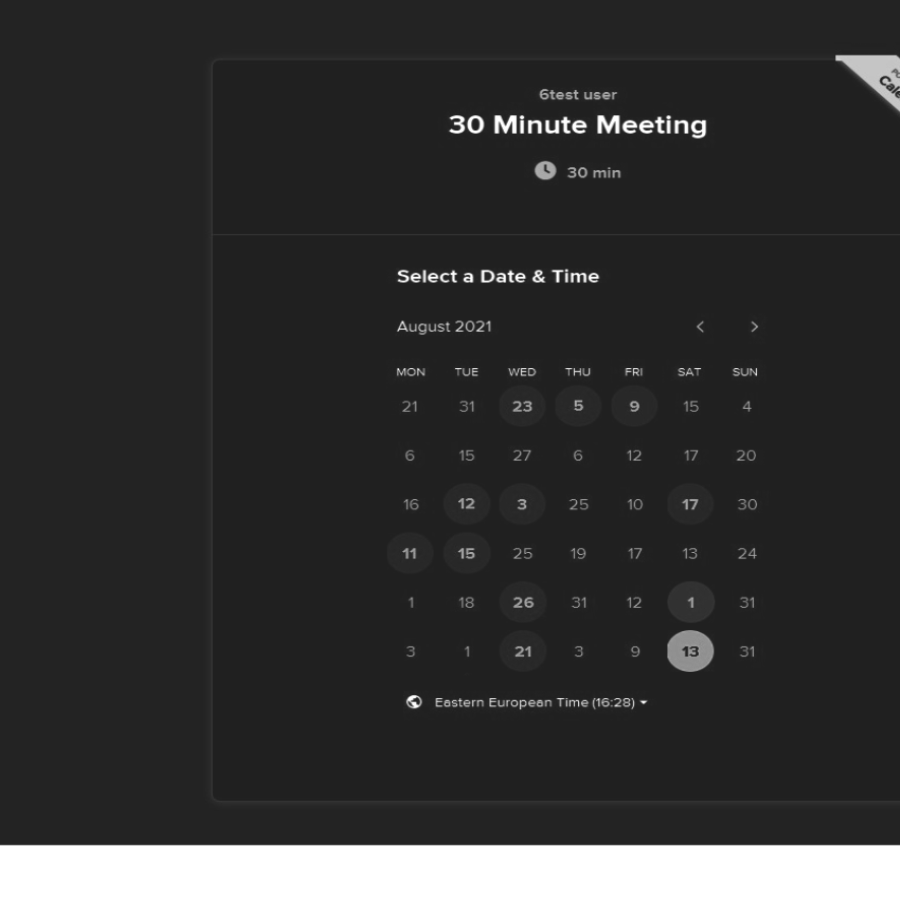 6test user
30 Minute Meeting
30 min
Select a Date & Time
August 2021
MON TUE WED THU FRI SAT SUN
21 31 23 5 9 15 4
6 15 27 6 12 17 20
16 12 3 25 10 17 30
11 15 25 19 17 13 24
1 18 26 31 12 1 31
3 1 21 3 9 13 31
Eastern European Time (16:28)